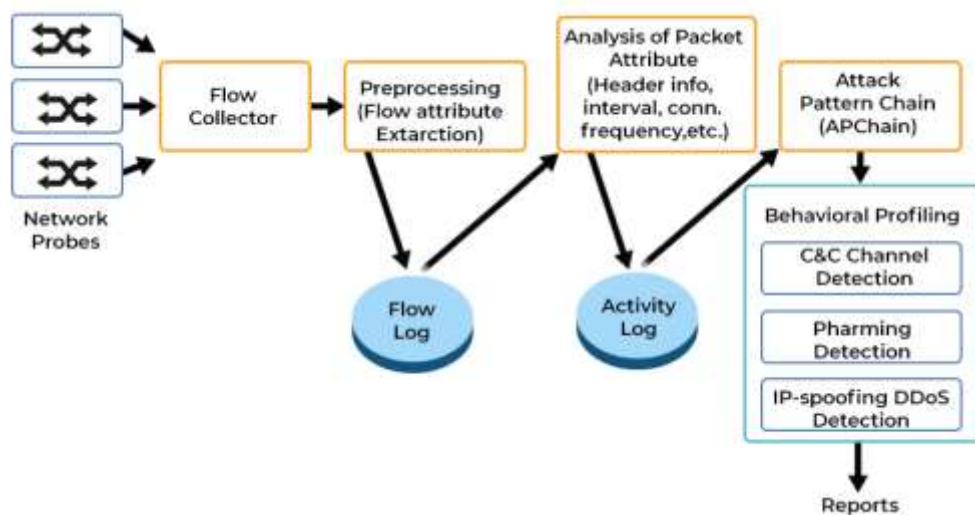 Network
Probes
Flow
Collector
Preprocessing
(Flow attribute
Extarction)
Flow
Log
Analysis of Packet
Attribute
(Header info,
interval, conn.
frequency,etc.)
Activity
Log
Attack
Pattern Chain
(APChain)
Behavioral Profiling
C&C Channel
Detection
Pharming
Detection
IP-spoofing DDoS
Detection
Reports